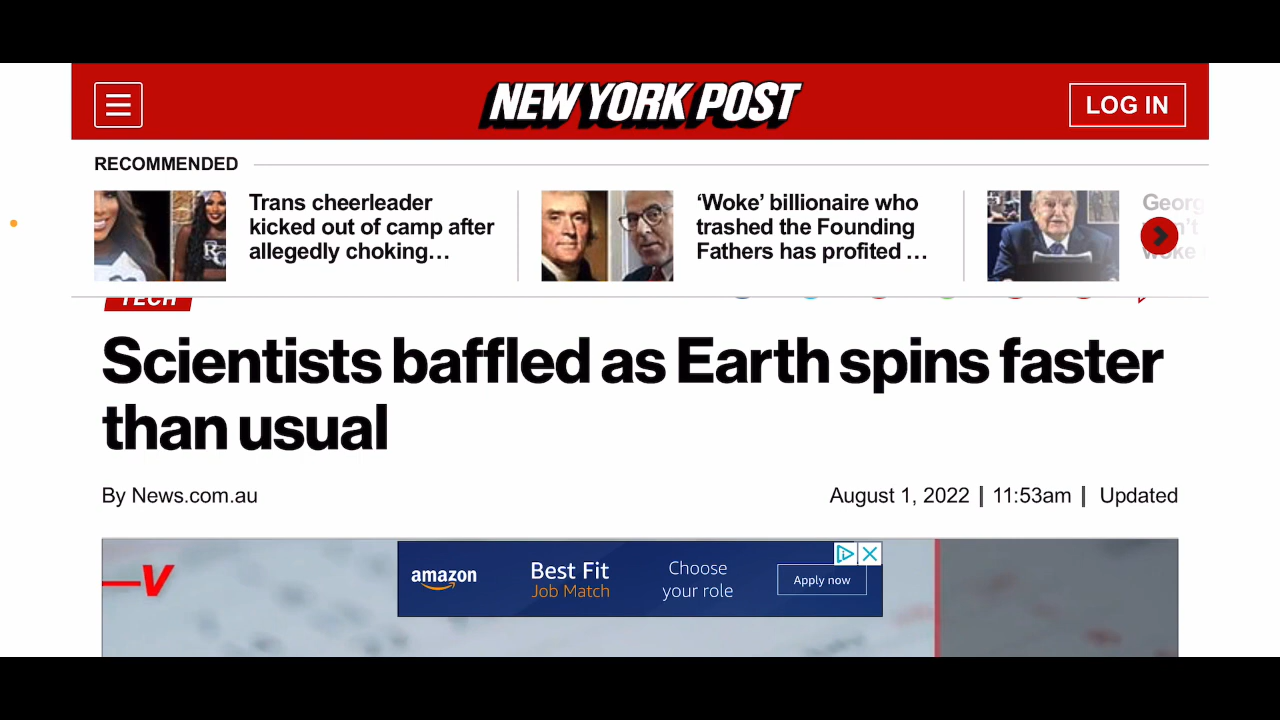 NEW YORK POST
LOG IN
RECOMMENDED
Trans cheerleader
kicked out of camp after
allegedly choking…
‘Woke’ billionaire who
trashed the Founding
Fathers has profited …
Georg
woke
TECH
Scientists baffled as Earth spins faster
than usual
By News.com.au
August 1, 2022 | 11:53am | Updated
amazon
Best Fit
Job Match
Choose
your role
Apply now
V